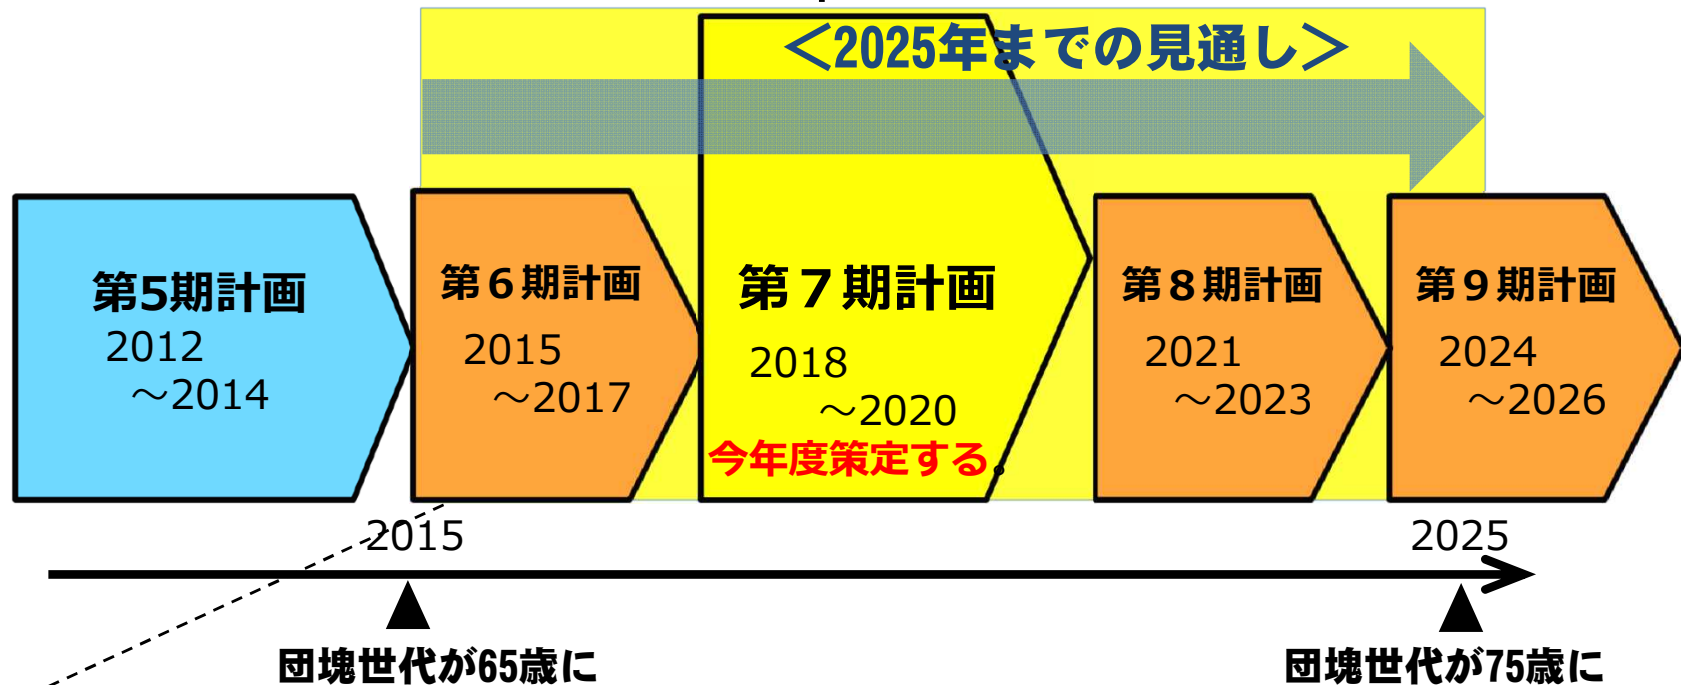 ＜2025年までの見通し＞
第5期計画
2012
～2014
第６期計画
2015
～2017
第７期計画
2018
～2020
今年度策定する。
第８期計画
2021
～2023
第９期計画
2024
～2026
2015
2025
団塊世代が65歳に
団塊世代が75歳に